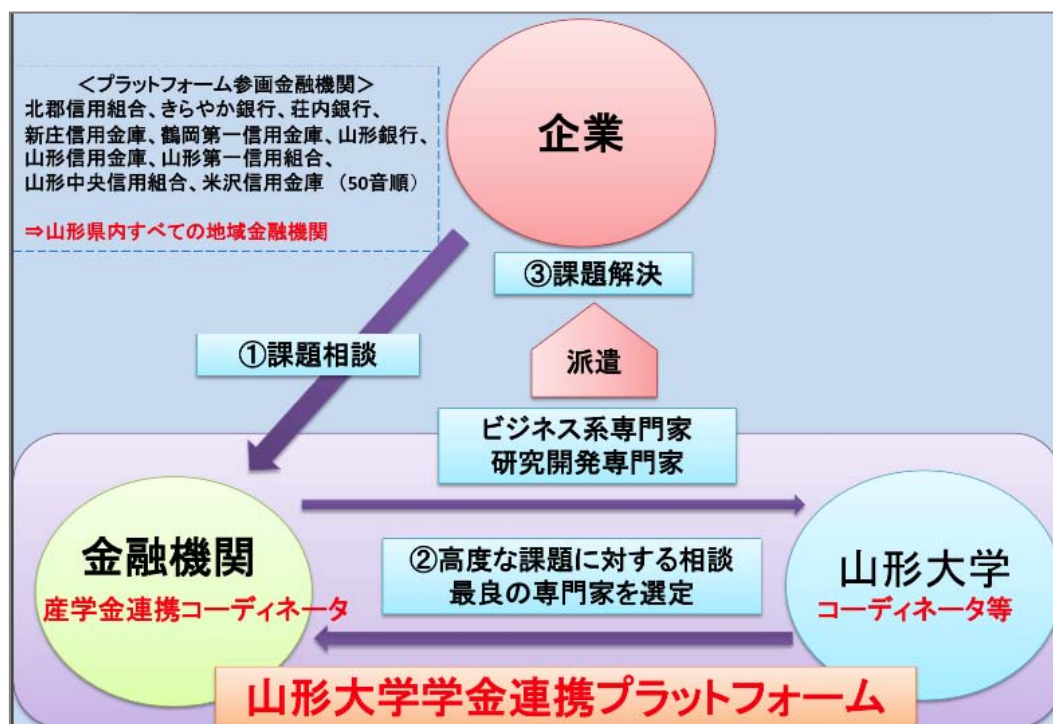 ＜プラットフォーム参画金融機関＞
北郡信用組合、きらやか銀行、荘内銀行、
新庄信用金庫、鶴岡第一信用金庫、山形銀行、
山形信用金庫、山形第一信用組合、
山形中央信用組合、米沢信用金庫 （50音順）
⇒山形県内すべての地域金融機関
企業
③課題解決
①課題相談
派遣
ビジネス系専門家
研究開発専門家
金融機関
産学金連携コーディネータ
②高度な課題に対する相談
最良の専門家を選定
山形大学
コーディネータ等
山形大学学金連携プラットフォーム